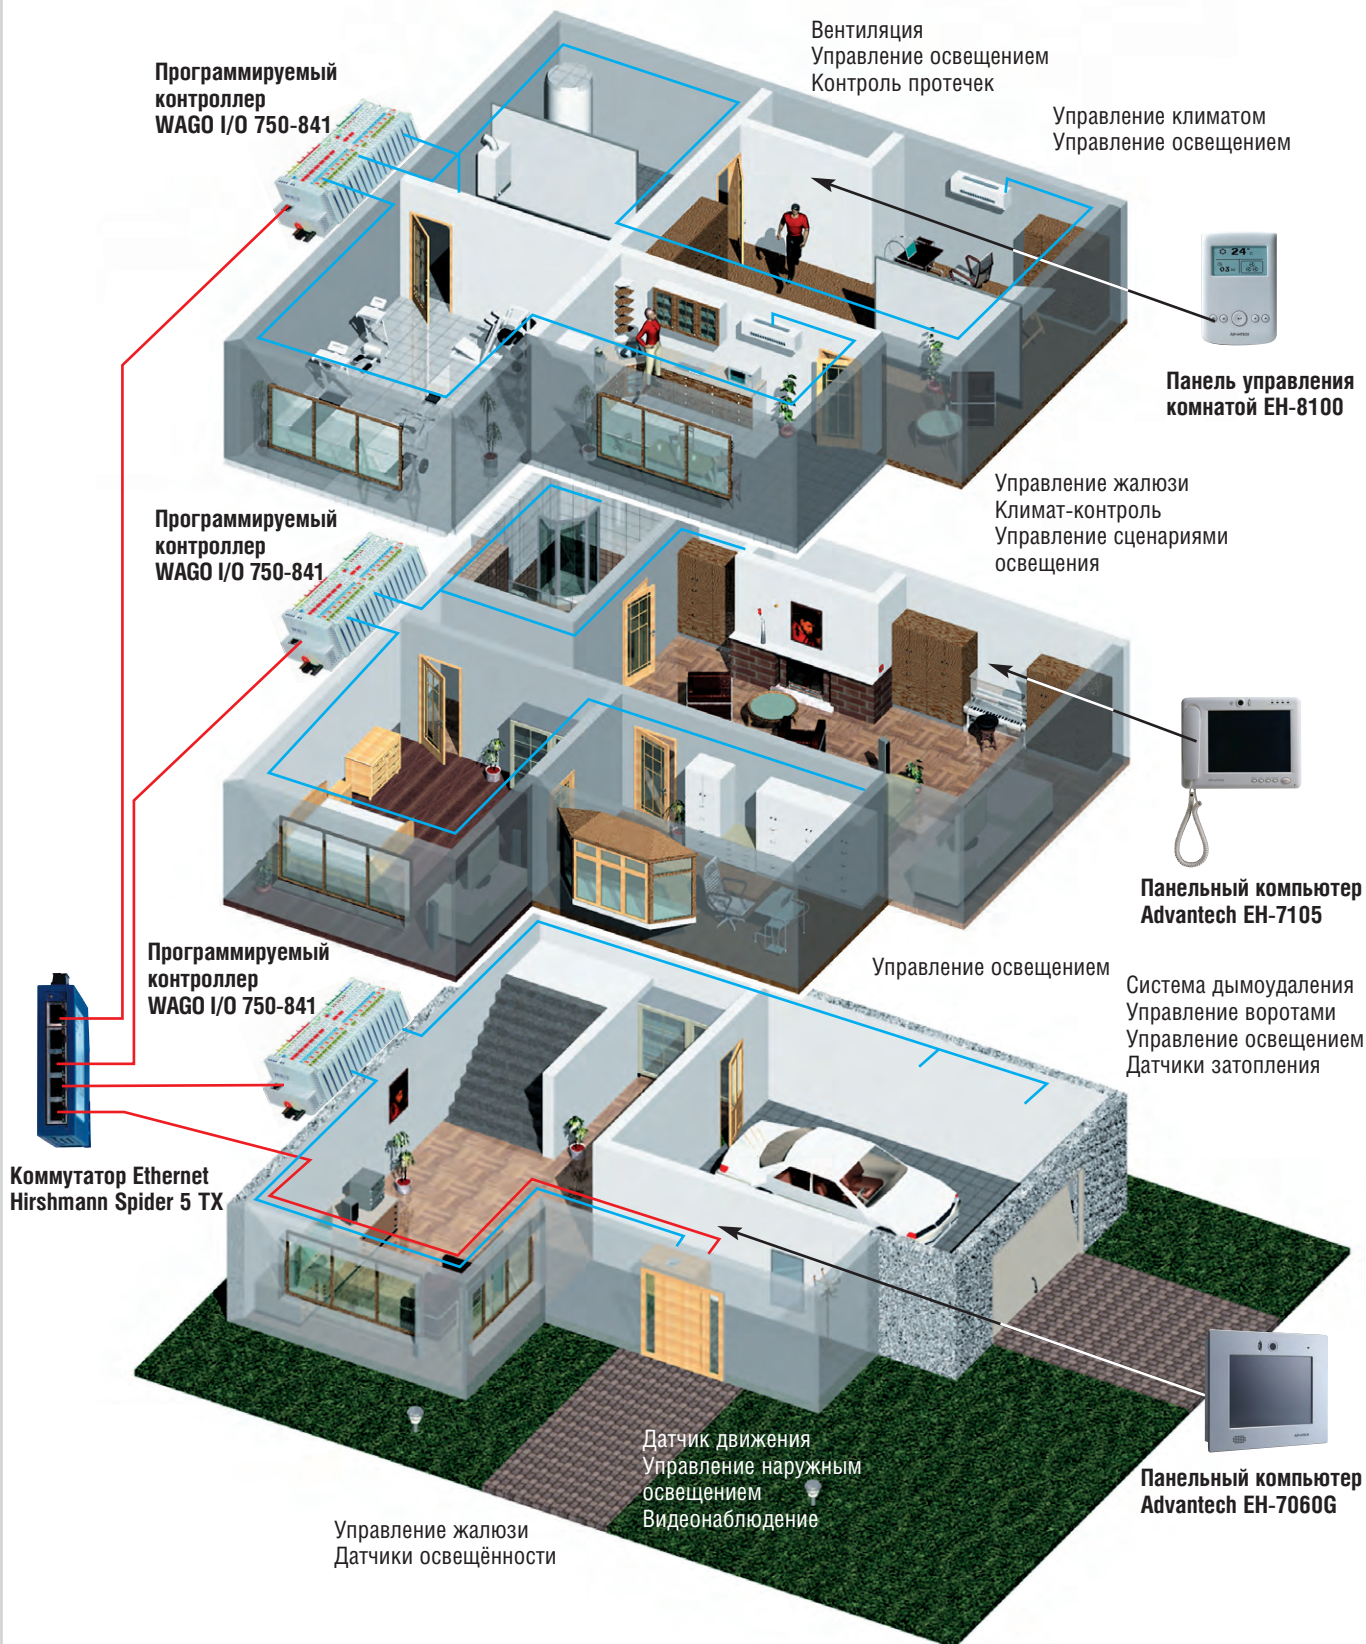 Вентиляция
Управление освещением
Контроль протечек
Программируемый
контроллер
WAGO I/O 750-841
Управление климатом
Управление освещением
24°
03
ADVANTECH
Панель управления
комнатой EH-8100
Управление жалюзи
Климат-контроль
Управление сценариями
освещения
Программируемый
контроллер
WAGO I/O 750-841
Панельный компьютер
Advantech EH-7105
Программируемый
контроллер
WAGO I/O 750-841
Управление освещением
Система дымоудаления
Управление воротами
Управление освещением
Датчики затопления
Коммутатор Ethernet
Hirshmann Spider 5 TX
Датчик движения
Управление наружным
освещением
Видеонаблюдение
Панельный компьютер
Advantech EH-7060G
Управление жалюзи
Датчики освещённости